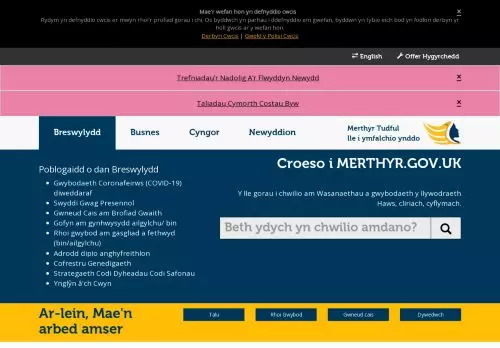 Mae'r wefan hon yn defnyddio cwcis
Rydym yn defnyddio cwcis er mwyn rhoi'r profiad gorau i chi. Os byddwch yn parhau i ddefnyddio ein gwefan, byddwn yn tybio eich bod yn fodlon derbyn yr
holl gwcis ar y wefan hon.
Derbyn Cwcis | Gweld y Polisi Cwcis
x
English
Offer Hygyrchedd
Trefniadau'r Nadolig A'r Flwyddyn Newydd
x
Taliadau Cymorth Costau Byw
x
Breswylydd
Busnes
Cyngor
Newyddion
Merthyr Tudful
lle i ymfalchio ynddo
Poblogaidd o dan Breswylydd
Gwybodaeth Coronafeirws (COVID-19)
diweddaraf
Swyddi Gwag Presennol
Gwneud Cais am Brofiad Gwaith
Gofyn am gynhwysydd ailgylchu/ bin
Rhoi gwybod am gasgliad a fethwyd
(bin/ailgylchu)
Adrodd dipio anghyfreithlon
Cofrestru Genedigaeth
Strategaeth Codi Dyheadau Codi Safonau
Ynglŷn â'ch Cwyn
Croeso i MERTHYR.GOV.UK
Y lle gorau i chwilio am Wasanaethau a gwybodaeth y llywodraeth
Haws, cliriach, cyflymach.
Beth ydych yn chwilio amdano?
Ar-lein, Mae'n
arbed amser
Talu
Rhoi Gwybod
Gwneud cais
Dywedwch